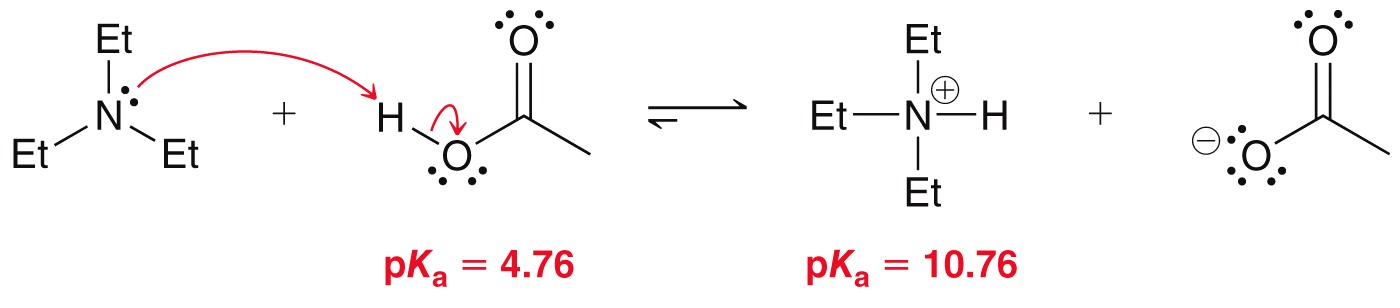 Et
N
Et
Et
+
H
O
O
Et
Et
N
⊕
H
Et
+
O
⊖
O
pKa = 4.76
pKa = 10.76